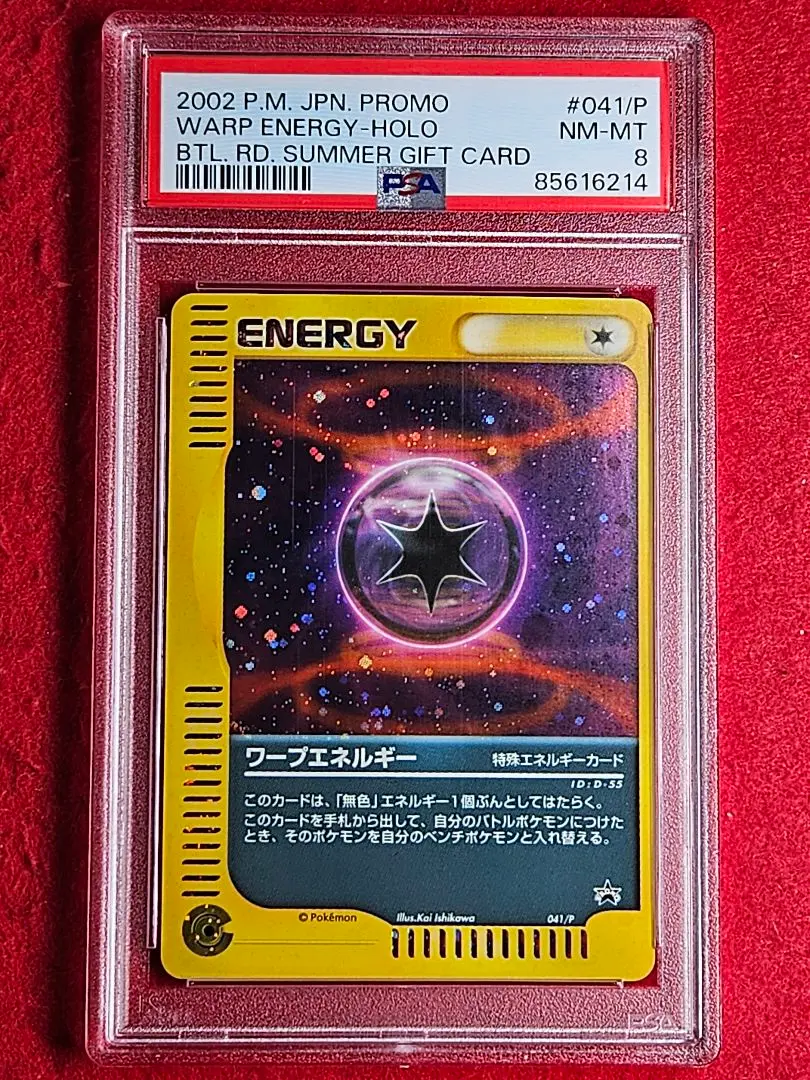 2002 P.M. JPN. PROMO #041/P
WARP ENERGY-HOLO NM-MT
BTL. RD. SUMMER GIFT CARD 8
PSA 85616214
ENERGY
ワープエネルギー 特殊エネルギーカード
ID:D-55
このカードは、「無色」エネルギー1個ぶんとしてはたらく。
このカードを手札から出して、自分のバトルポケモンにつけた
とき、そのポケモンを自分のベンチポケモンと入れ替える。
©Pokémon Illus.Kai Ishikawa 041/P
PSA